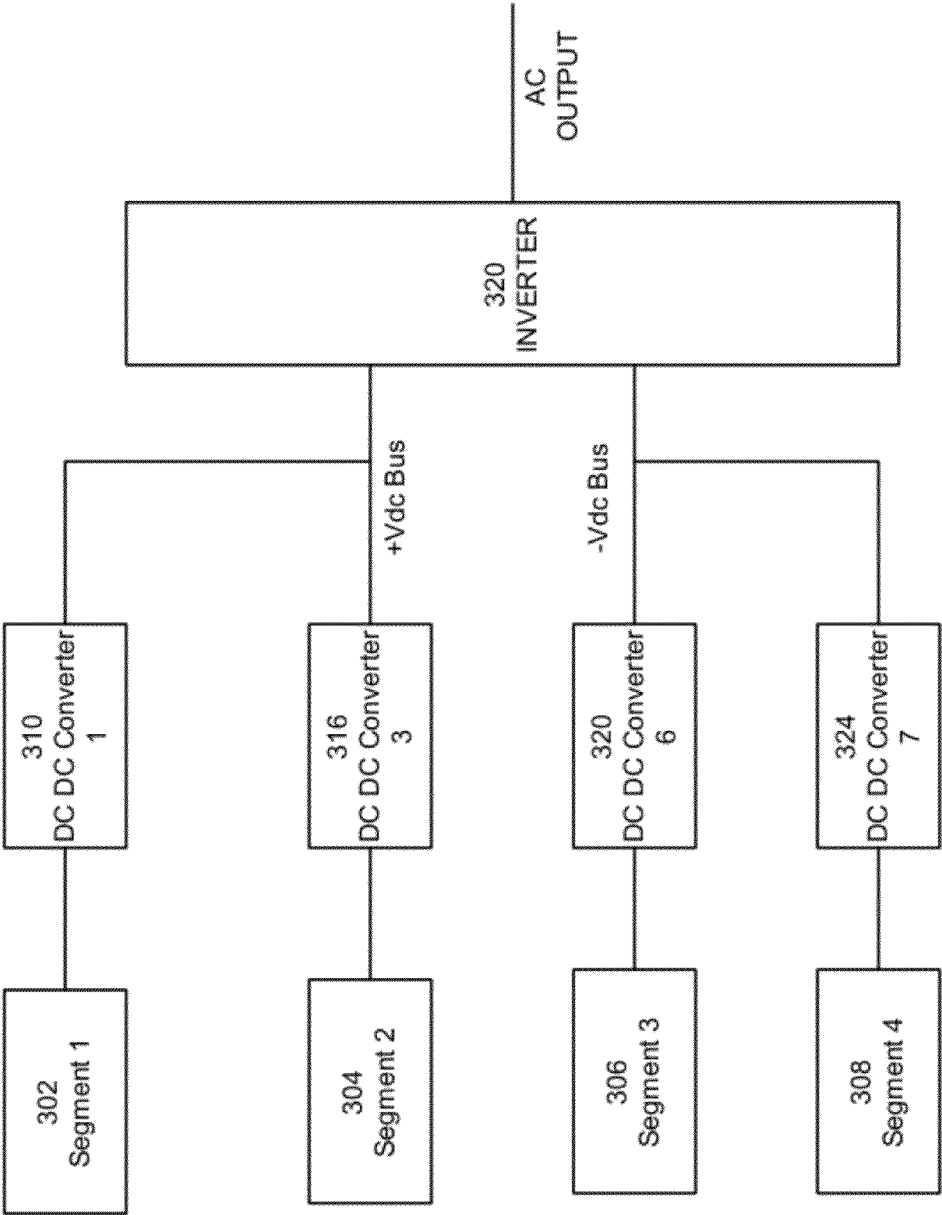 302
Segment 1
310
DC DC Converter
1
304
Segment 2
316
DC DC Converter
3
+Vdc Bus
306
Segment 3
320
DC DC Converter
6
-Vdc Bus
308
Segment 4
324
DC DC Converter
7
320
INVERTER
AC
OUTPUT